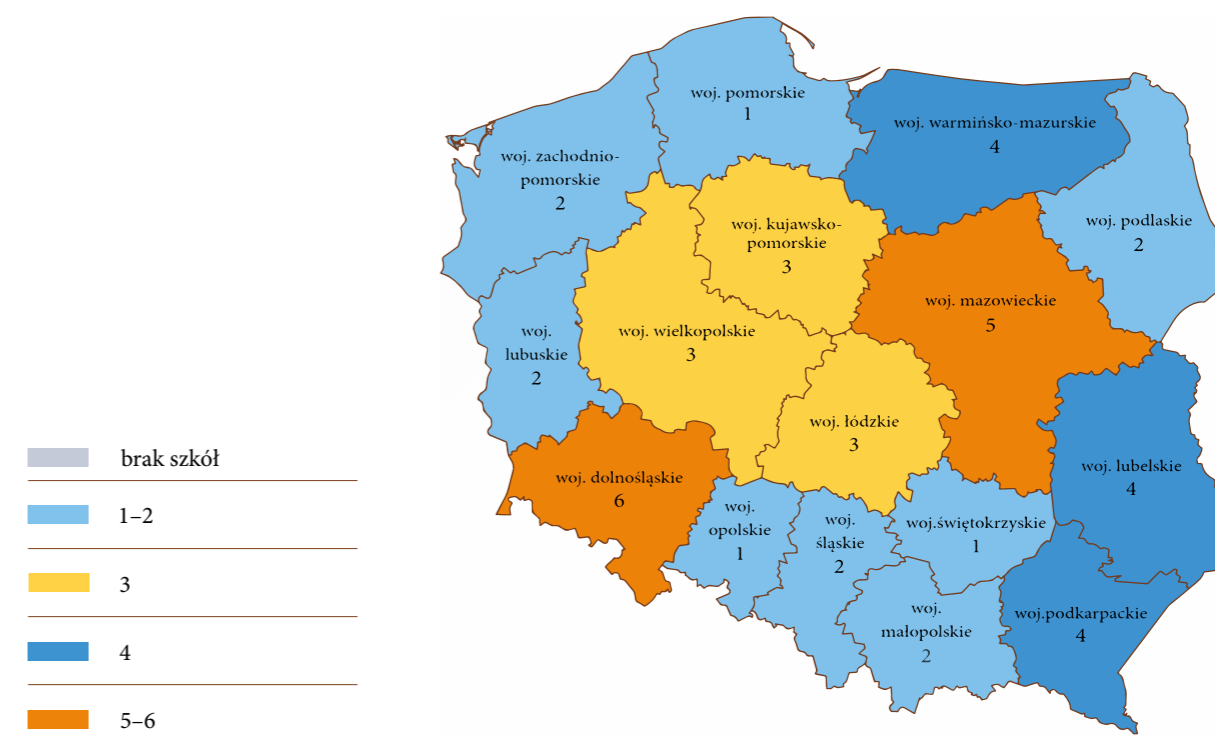 woj. pomorskie
1
woj. warmińsko-mazurskie
4
woj. zachodnio-
pomorskie
2
woj. podlaskie
2
woj. kujawsko-
pomorskie
3
woj. mazowieckie
5
woj.
lubuskie
2
woj. wielkopolskie
3
woj. łódzkie
3
woj. lubelskie
4
woj. dolnośląskie
6
woj.
opolskie
1
woj.
śląskie
2
woj.świętokrzyskie
1
woj.
małopolskie
2
woj.podkarpackie
4
brak szkół
1–2
3
4
5–6